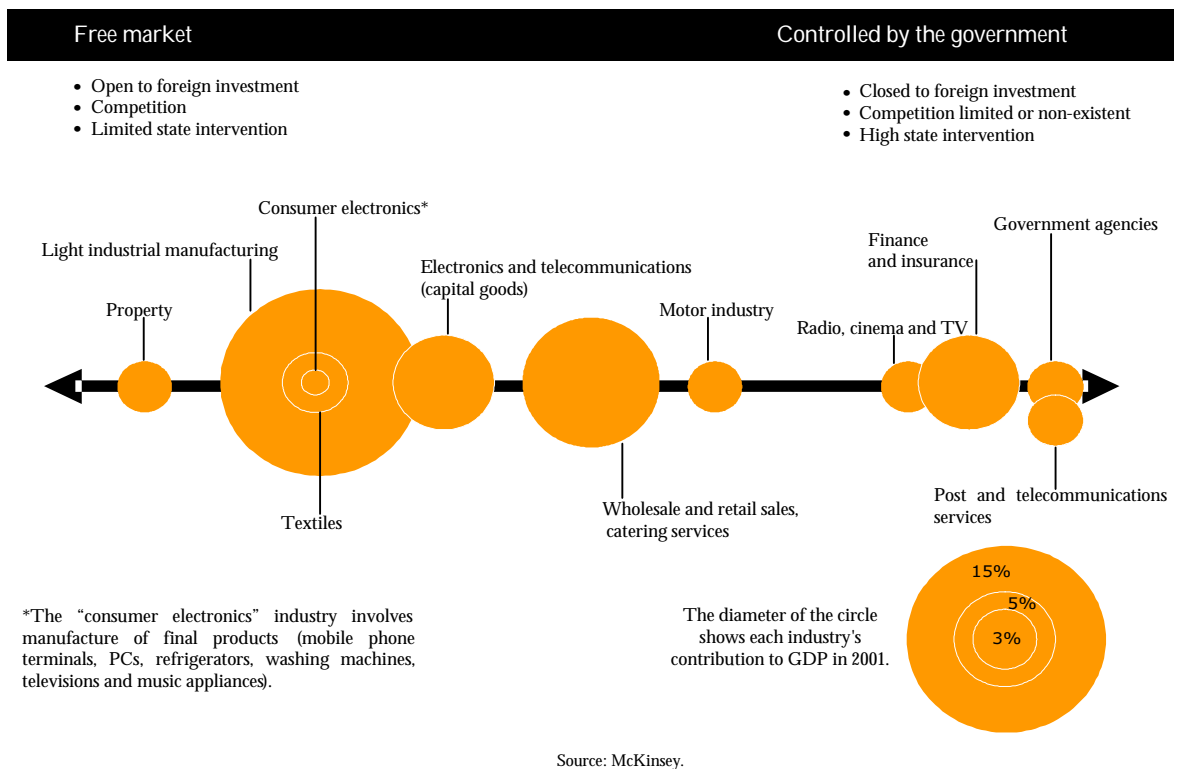 Free market
Controlled by the government
• Open to foreign investment
• Competition
• Limited state intervention
• Closed to foreign investment
• Competition limited or non-existent
• High state intervention
Consumer electronics*
Light industrial manufacturing
Property
Electronics and telecommunications
(capital goods)
Motor industry
Radio, cinema and TV
Finance
and insurance
Government agencies
Textiles
Wholesale and retail sales,
catering services
Post and telecommunications
services
*The “consumer electronics” industry involves
manufacture of final products (mobile phone
terminals, PCs, refrigerators, washing machines,
televisions and music appliances).
The diameter of the circle
shows each industry's
contribution to GDP in 2001.
15%
5%
3%
Source: McKinsey.